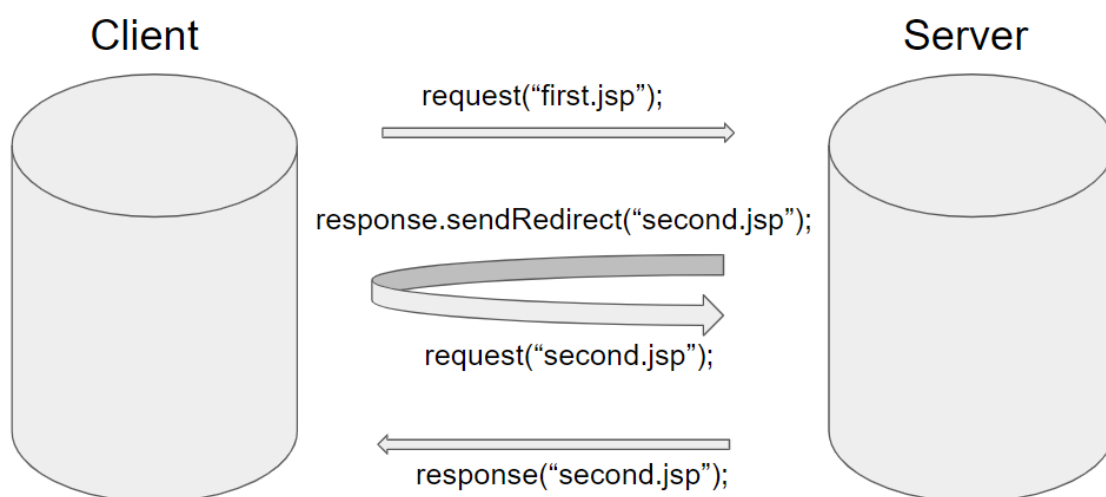 Client
Server
request(“first.jsp”);
response.sendRedirect(“second.jsp”);
request(“second.jsp”);
response(“second.jsp”);